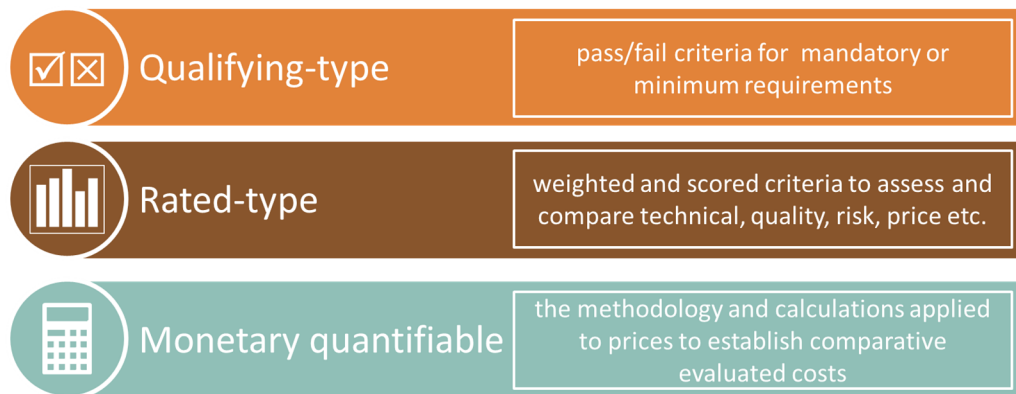 Qualifying-type
pass/fail criteria for mandatory or
minimum requirements
Rated-type
weighted and scored criteria to assess and
compare technical, quality, risk, price etc.
Monetary quantifiable
the methodology and calculations applied
to prices to establish comparative
evaluated costs